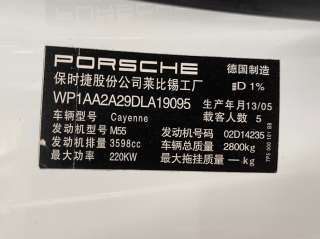 PORSCHE 德国制造
保时捷股份公司莱比锡工厂 D 1%
WP1AA2A29DLA19095 生产年月13/05
车辆型号 Cayenne 载客人数 5
发动机型号 M55 发动机号码 02D14235
发动机排量 3598cc 车辆总质量 2800kg
最大功率 220KW 最大拖挂质量 — kg